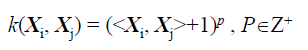 k(Xᵢ, Xⱼ) = (<Xᵢ, Xⱼ>+1)ᵖ , P∈Z⁺